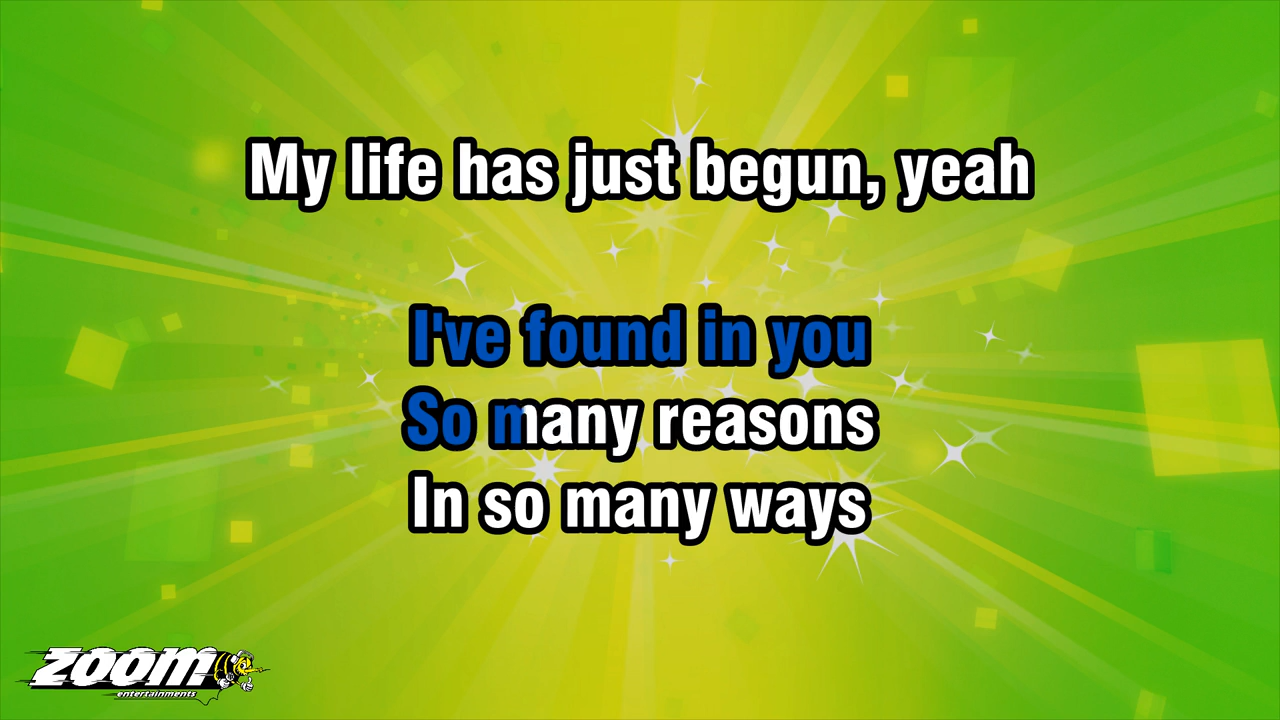 My life has just begun, yeah
I've found in you
So many reasons
In so many ways
ZOOM
entertainments